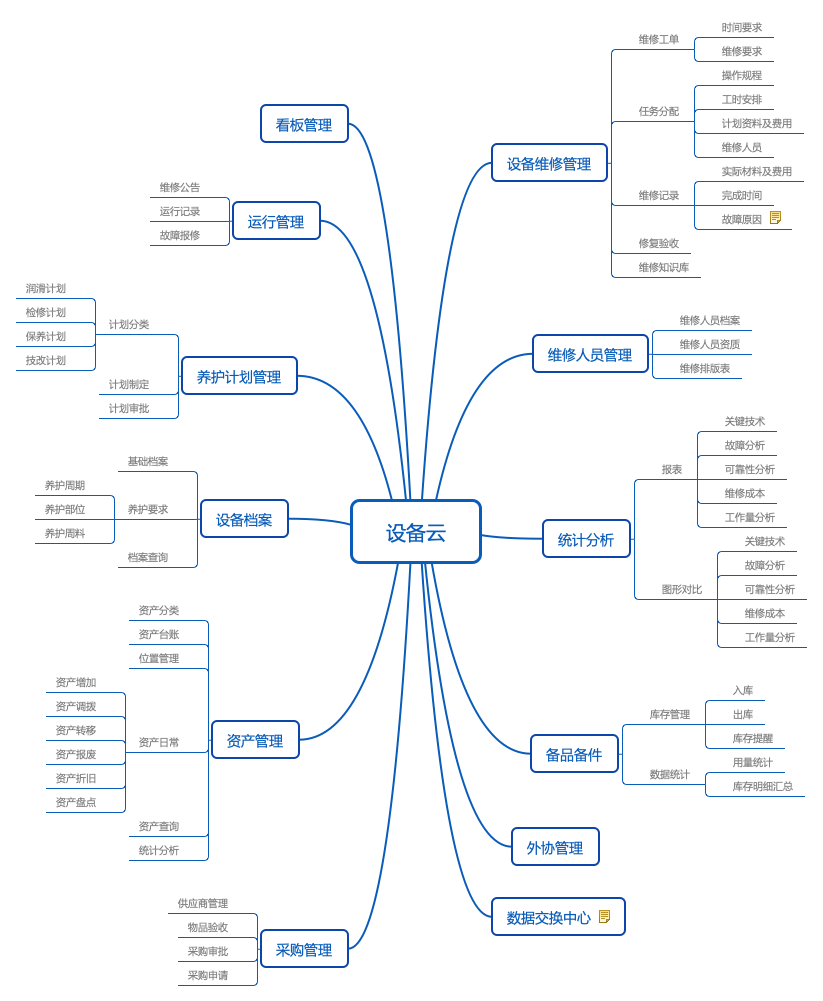 设备云
看板管理
运行管理
维修公告
运行记录
故障报修
养护计划管理
计划分类
润滑计划
检修计划
保养计划
技改计划
计划制定
计划审批
设备档案
基础档案
养护要求
养护周期
养护部位
养护周料
档案查询
资产管理
资产分类
资产台账
位置管理
资产日常
资产增加
资产调拨
资产转移
资产报废
资产折旧
资产盘点
资产查询
统计分析
采购管理
供应商管理
物品验收
采购审批
采购申请
设备维修管理
维修工单
时间要求
维修要求
任务分配
操作规程
工时安排
计划资料及费用
维修人员
维修记录
实际材料及费用
完成时间
故障原因
修复验收
维修知识库
维修人员管理
维修人员档案
维修人员资质
维修排版表
统计分析
报表
关键技术
故障分析
可靠性分析
维修成本
工作量分析
图形对比
关键技术
故障分析
可靠性分析
维修成本
工作量分析
备品备件
库存管理
入库
出库
库存提醒
数据统计
用量统计
库存明细汇总
外协管理
数据交换中心